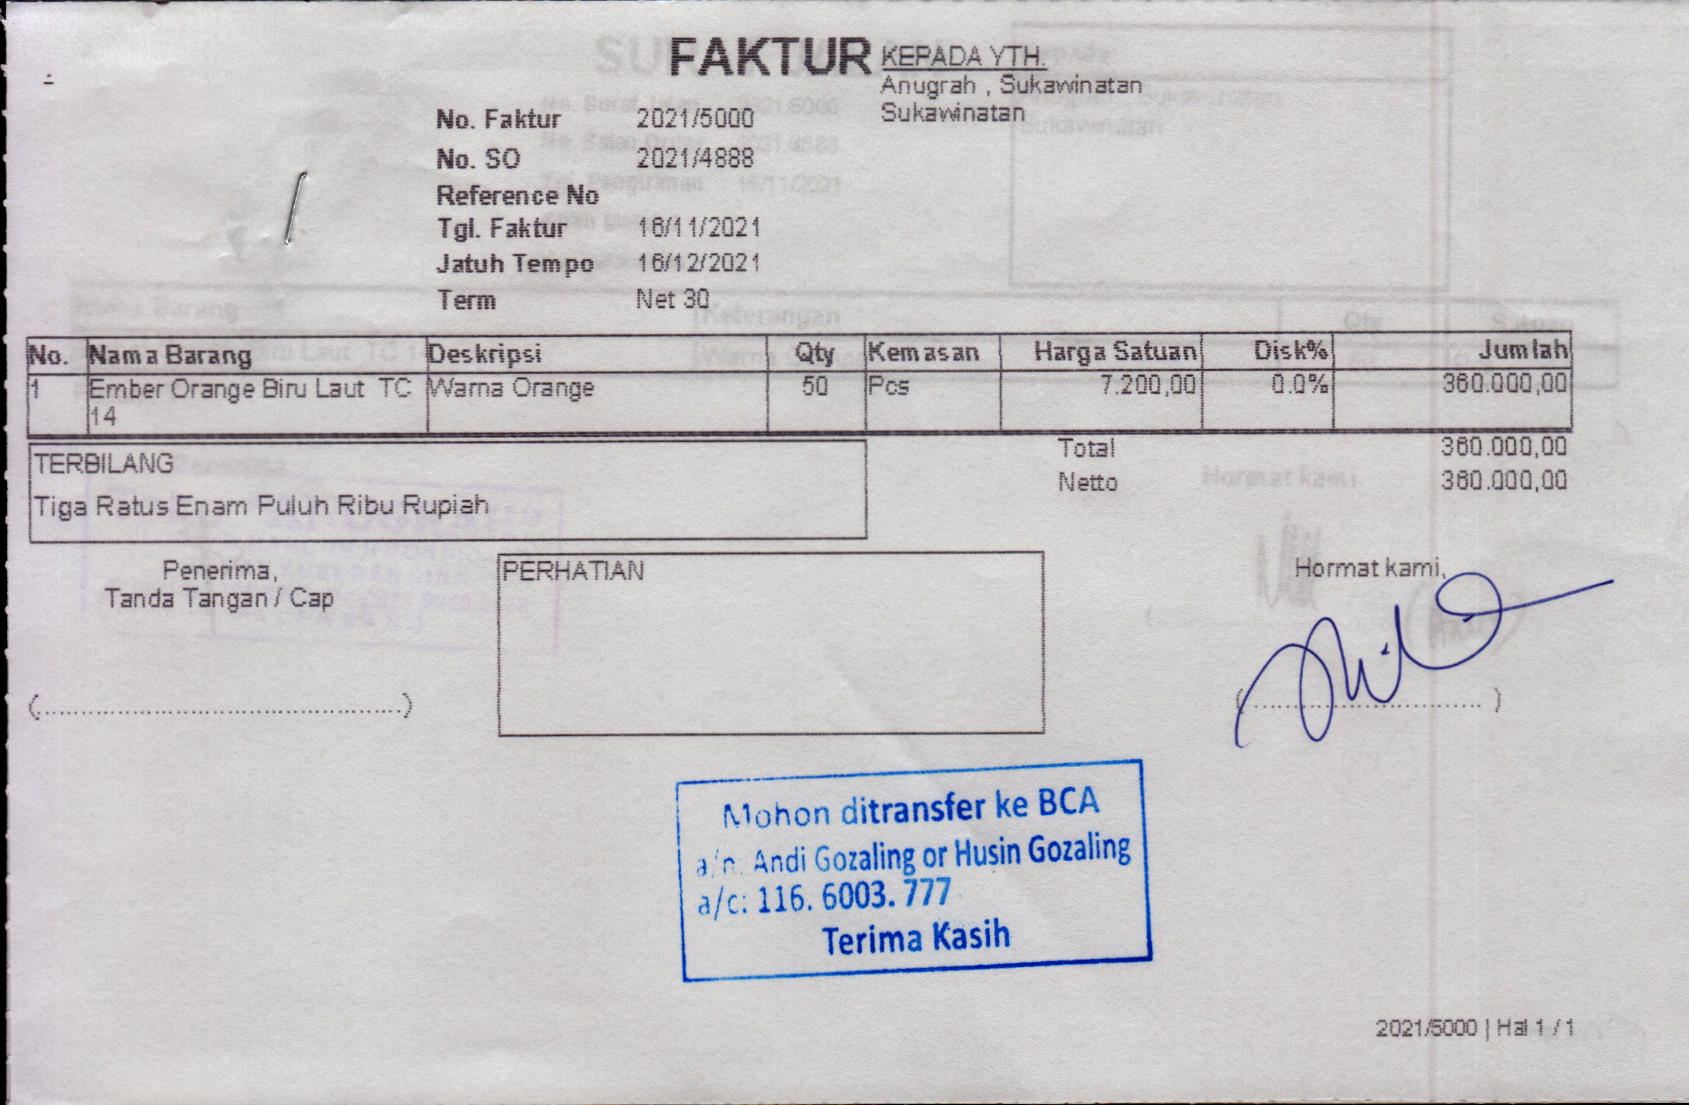 FAKTUR
KEPADA YTH.
Anugrah , Sukawinatan
Sukawinatan
No. Faktur 2021/5000
No. SO 2021/4888
Reference No
Tgl. Faktur 16/11/2021
Jatuh Tempo 16/12/2021
Term Net 30
No. Nama Barang Deskripsi Qty Kemasan Harga Satuan Disk% Jumlah
1 Ember Orange Biru Laut TC Warna Orange 50 Pcs 7.200,00 0.0% 360.000,00
14
Total 360.000,00
Netto 360.000,00
TERBILANG
Tiga Ratus Enam Puluh Ribu Rupiah
Penerima,
Tanda Tangan / Cap
(............................................)
PERHATIAN
Hormat kami,
(............................ )
Mohon ditransfer ke BCA
a/n. Andi Gozaling or Husin Gozaling
a/c: 116. 6003. 777
Terima Kasih
2021/5000 | Hal 1 / 1